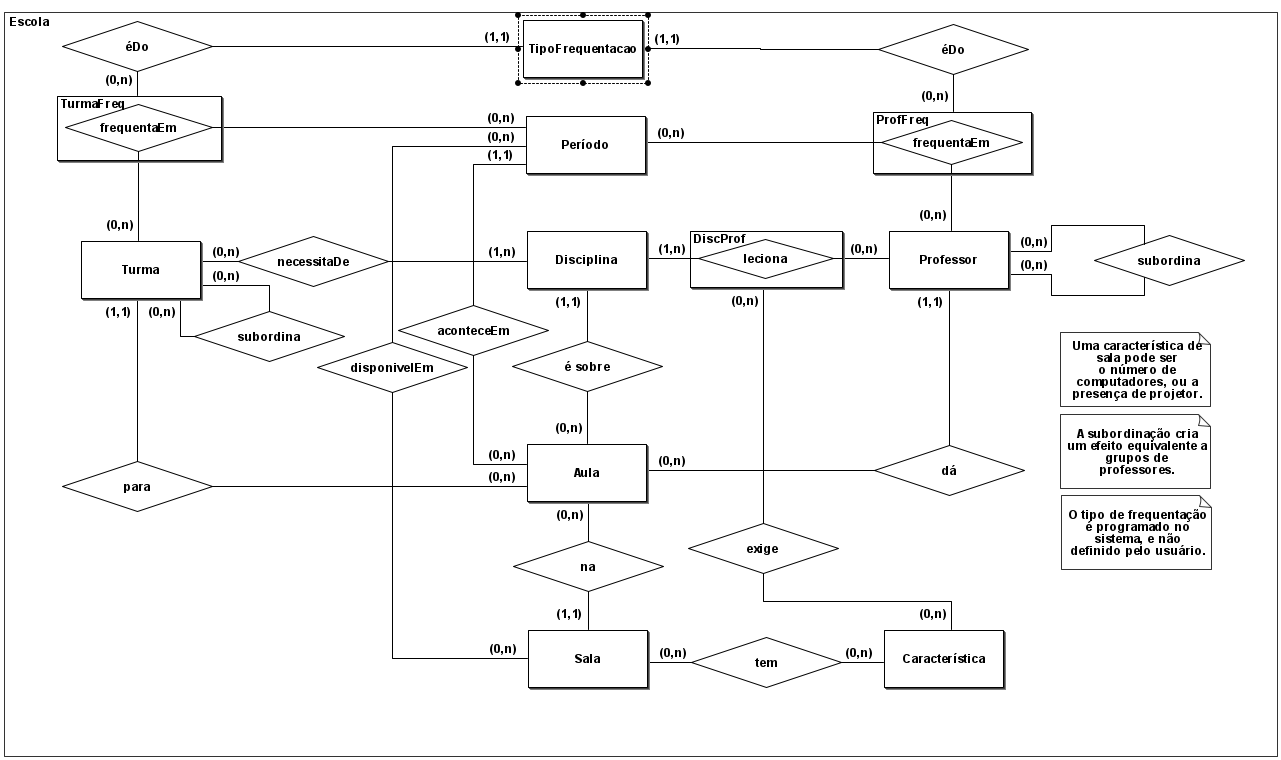 Escola
éDo
(1,1)
TipoFrequentacao
(1,1)
éDo
(0,n)
(0,n)
TurmaFreq
frequentaEm
(0,n)
(0,n)
(1,1)
Período
(0,n)
ProfFreq
frequentaEm
(0,n)
(0,n)
Turma
(0,n)
necessitaDe
(1,n)
Disciplina
(1,n)
DiscProf
leciona
(0,n)
Professor
(0,n)
(0,n)
subordina
(0,n)
(1,1)
(0,n)
subordina
aconteceEm
disponivelEm
(1,1)
é sobre
(0,n)
(0,n)
(1,1)
Uma característica de
sala pode ser
o número de
computadores, ou a
presença de projetor.
A subordinação cria
um efeito equivalente a
grupos de
professores.
O tipo de frequentação
é programado no
sistema, e não
definido pelo usuário.
para
(0,n)
(0,n)
Aula
(0,n)
dá
(0,n)
na
exige
(1,1)
(0,n)
(0,n)
Sala
(0,n)
tem
(0,n)
Característica